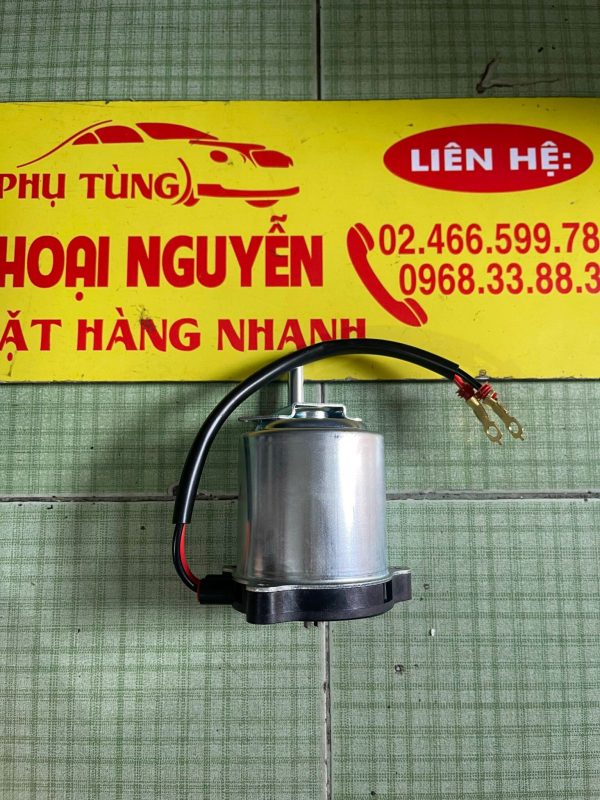 PHỤ TÙNG
HOẠI NGUYỄN
ẶT HÀNG NHANH
LIÊN HỆ:
02.466.599.78
0968.33.88.3